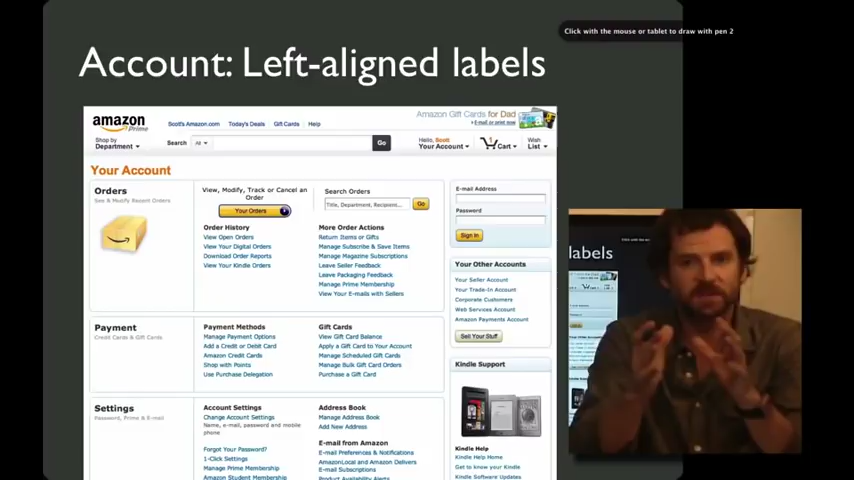 Click with the mouse or tablet to draw with pen 2
Account: Left-aligned labels
amazon
Prime
Scott's Amazon.com Today's Deals Gift Cards Help
Amazon Gift Cards for Dad
E-mail or print now
Shop by
Department
Search All Go
Hello, Scott
Your Account
Cart
Wish
List
Your Account
Orders
See & Modify Recent Orders
View, Modify, Track or Cancel an
Order
Your Orders
Order History
View Open Orders
View Your Digital Orders
Download Order Reports
View Your Kindle Orders
Search Orders
Title, Department, Recipient... Go
More Order Actions
Return Items or Gifts
Manage Subscribe & Save Items
Manage Magazine Subscriptions
Leave Seller Feedback
Leave Packaging Feedback
Manage Prime Membership
View Your E-mails with Sellers
E-mail Address
Password
Sign In
Your Other Accounts
Your Seller Account
Your Trade-In Account
Corporate Customers
Web Services Account
Amazon Payments Account
Sell Your Stuff
Payment
Credit Cards & Gift Cards
Payment Methods
Manage Payment Options
Add a Credit or Debit Card
Amazon Credit Cards
Shop with Points
Use Purchase Delegation
Gift Cards
View Gift Card Balance
Apply a Gift Card to Your Account
Manage Scheduled Gift Cards
Manage Bulk Gift Card Orders
Purchase a Gift Card
Kindle Support
Kindle Help
Kindle Help Home
Get to know your Kindle
Kindle Software Updates
Settings
Password, Prime & E-mail
Account Settings
Change Account Settings
Name, e-mail, password and mobile
phone
Forgot Your Password?
1-Click Settings
Manage Prime Membership
Amazon Student Membership
Address Book
Manage Address Book
Add New Address
E-mail from Amazon
E-mail Preferences & Notifications
AmazonLocal and Amazon Delivers
E-mail Subscriptions
Product Availability Alerts
labels